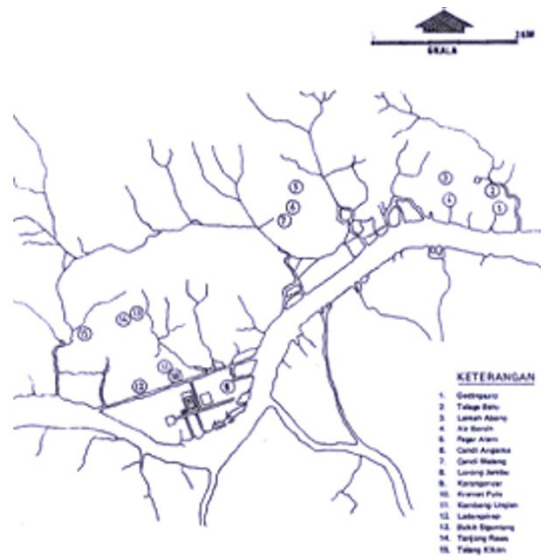 SKALA
KETERANGAN
1. Gedingsuro
2. Telaga Batu
3. Lemah Abang
4. Air Bersih
5. Pagar Alam
6. Candi Angsoka
7. Candi Walang
8. Lorong Jambu
9. Karanganyar
10. Kramat Pulo
11. Kambang Unglen
12. Ladangsirap
13. Bukit Siguntang
14. Tanjung Rawa
15. Talang Kikim